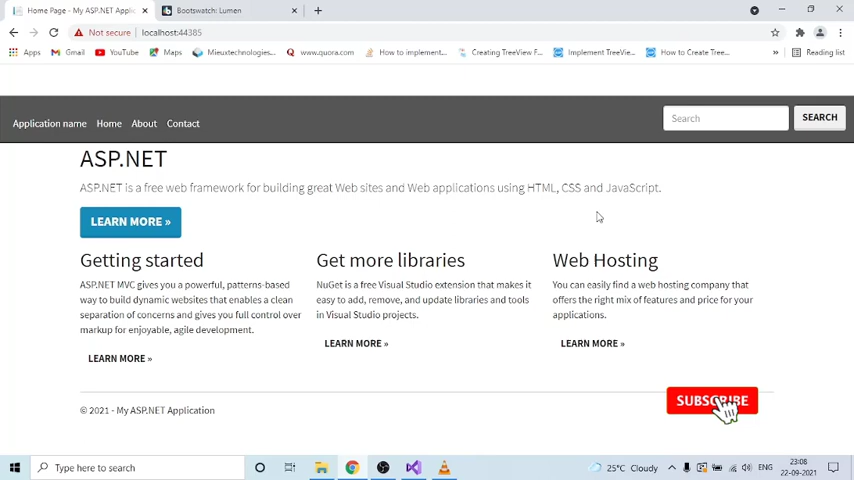 Home Page - My ASP.NET Applic
Bootswatch: Lumen
Not secure | localhost:44385
Apps
Gmail
YouTube
Maps
Mieuxtechnologies...
www.quora.com
How to implement...
Creating TreeView F...
Implement TreeVie...
How to Create Tree...
»
Reading list
Application name
Home
About
Contact
Search
SEARCH
ASP.NET
ASP.NET is a free web framework for building great Web sites and Web applications using HTML, CSS and JavaScript.
LEARN MORE »
Getting started
ASP.NET MVC gives you a powerful, patterns-based
way to build dynamic websites that enables a clean
separation of concerns and gives you full control over
markup for enjoyable, agile development.
LEARN MORE »
Get more libraries
NuGet is a free Visual Studio extension that makes it
easy to add, remove, and update libraries and tools
in Visual Studio projects.
LEARN MORE »
Web Hosting
You can easily find a web hosting company that
offers the right mix of features and price for your
applications.
LEARN MORE »
SUBSCRIBE
© 2021 - My ASP.NET Application
Type here to search
25°C Cloudy
ENG
23:08
22-09-2021